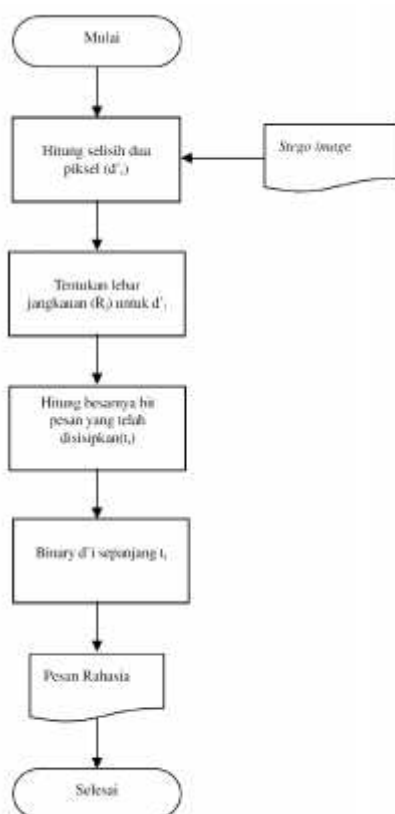 Mulai
Hitung selisih dua
piksel (d'ᵢ)
Stego image
Tentukan lebar
jangkauan (Rᵢ) untuk d'ᵢ
Hitung besarnya bit
pesan yang telah
disisipkan(tᵢ)
Binary d'i sepanjang tᵢ
Pesan Rahasia
Selesai